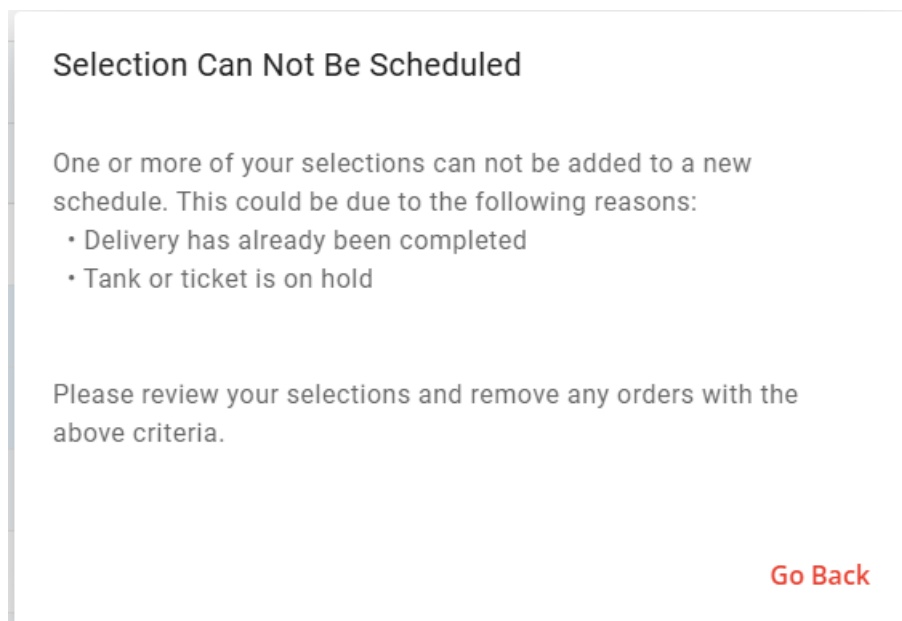 Selection Can Not Be Scheduled
One or more of your selections can not be added to a new
schedule. This could be due to the following reasons:
• Delivery has already been completed
• Tank or ticket is on hold
Please review your selections and remove any orders with the
above criteria.
Go Back